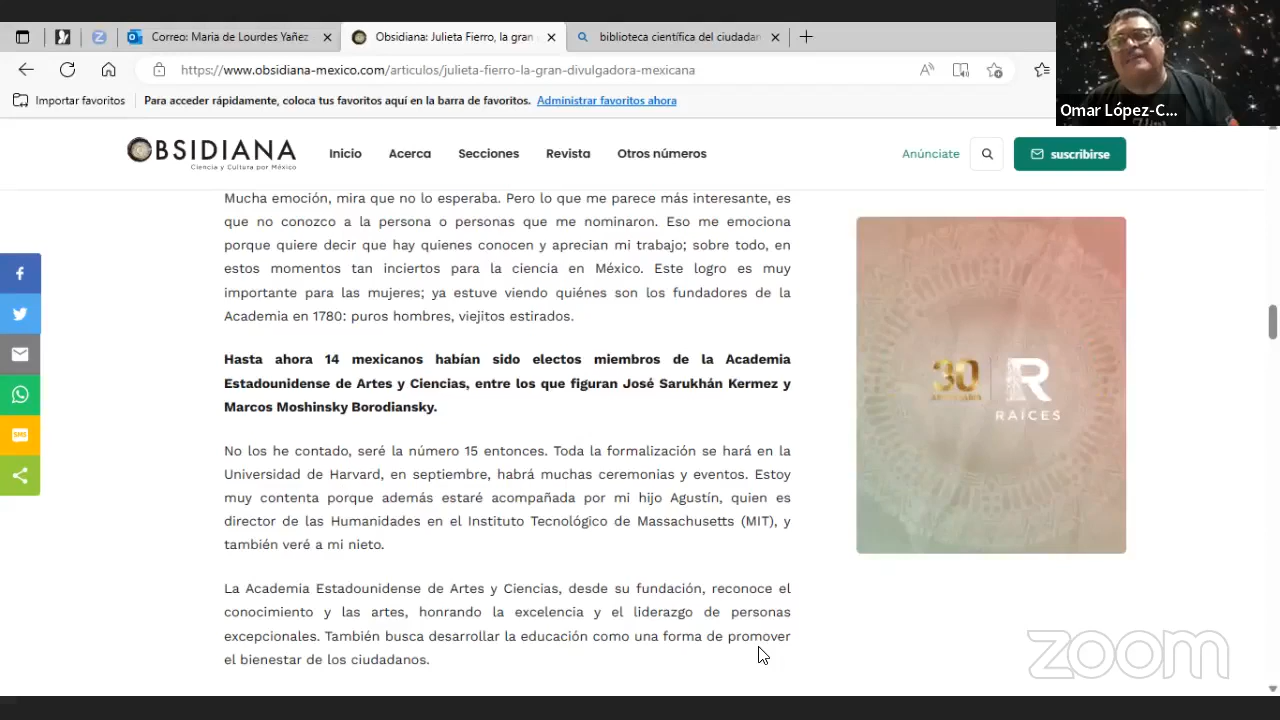 Correo: Maria de Lourdes Yañez
Obsidiana: Julieta Fierro, la gran
biblioteca científica del ciudadan
https://www.obsidiana-mexico.com/articulos/julieta-fierro-la-gran-divulgadora-mexicana
Importar favoritos
Para acceder rápidamente, coloca tus favoritos aquí en la barra de favoritos. Administrar favoritos ahora
Omar López-C...
OBSIDIANA
Ciencia y Cultura por México
Inicio Acerca Secciones Revista Otros números
Anúnciate
suscribirse
Mucha emoción, mira que no lo esperaba. Pero lo que me parece más interesante, es
que no conozco a la persona o personas que me nominaron. Eso me emociona
porque quiere decir que hay quienes conocen y aprecian mi trabajo; sobre todo, en
estos momentos tan inciertos para la ciencia en México. Este logro es muy
importante para las mujeres; ya estuve viendo quiénes son los fundadores de la
Academia en 1780: puros hombres, viejitos estirados.
Hasta ahora 14 mexicanos habían sido electos miembros de la Academia
Estadounidense de Artes y Ciencias, entre los que figuran José Sarukhán Kermez y
Marcos Moshinsky Borodiansky.
No los he contado, seré la número 15 entonces. Toda la formalización se hará en la
Universidad de Harvard, en septiembre, habrá muchas ceremonias y eventos. Estoy
muy contenta porque además estaré acompañada por mi hijo Agustín, quien es
director de las Humanidades en el Instituto Tecnológico de Massachusetts (MIT), y
también veré a mi nieto.
La Academia Estadounidense de Artes y Ciencias, desde su fundación, reconoce el
conocimiento y las artes, honrando la excelencia y el liderazgo de personas
excepcionales. También busca desarrollar la educación como una forma de promover
el bienestar de los ciudadanos.
30
R
RAÍCES
SMS
zoom